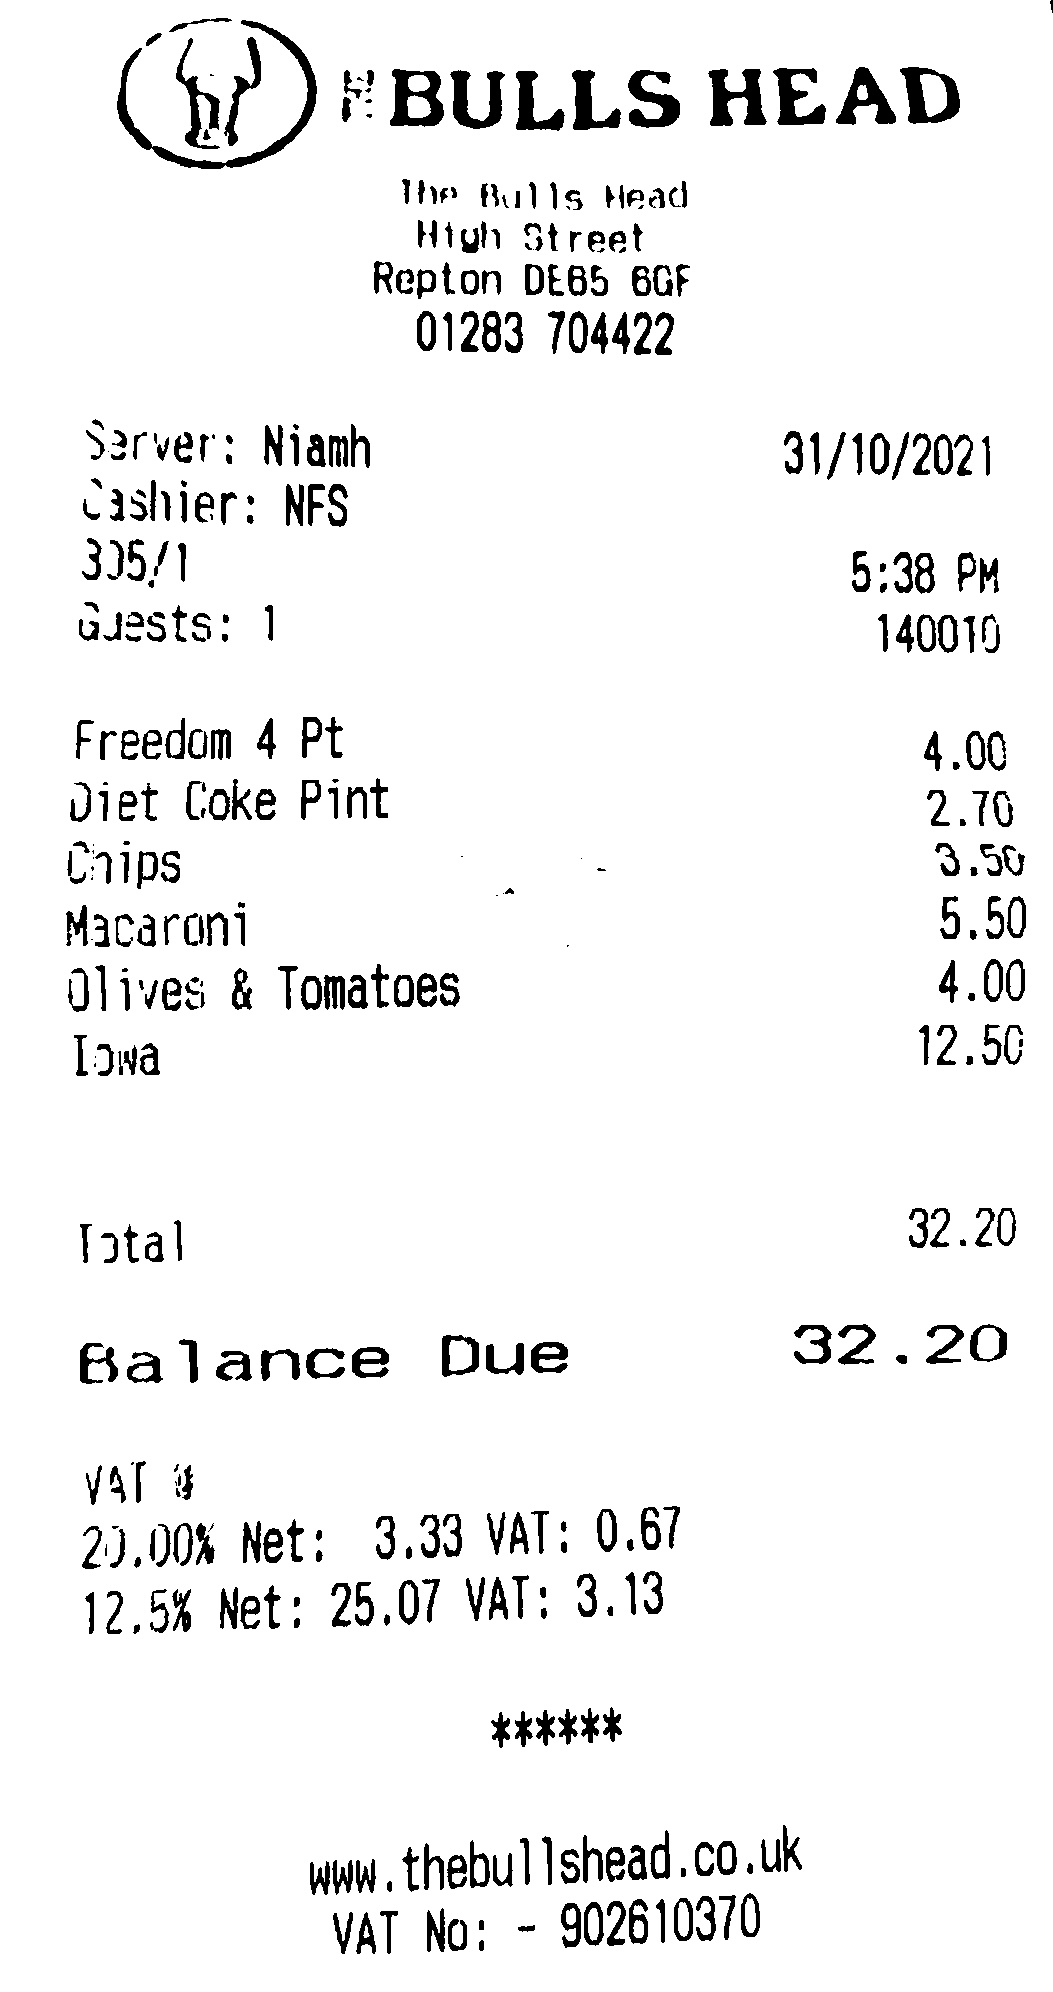 THE BULLS HEAD
The Bulls Head
High Street
Repton DE65 6GF
01283 704422
Server: Niamh 31/10/2021
Cashier: NFS
305/1 5:38 PM
Guests: 1 140010
Freedom 4 Pt 4.00
Diet Coke Pint 2.70
Chips 3.50
Macaroni 5.50
Olives & Tomatoes 4.00
Iowa 12.50
Total 32.20
Balance Due 32.20
VAT #
20.00% Net: 3.33 VAT: 0.67
12.5% Net: 25.07 VAT: 3.13
******
www.thebullshead.co.uk
VAT No: - 902610370